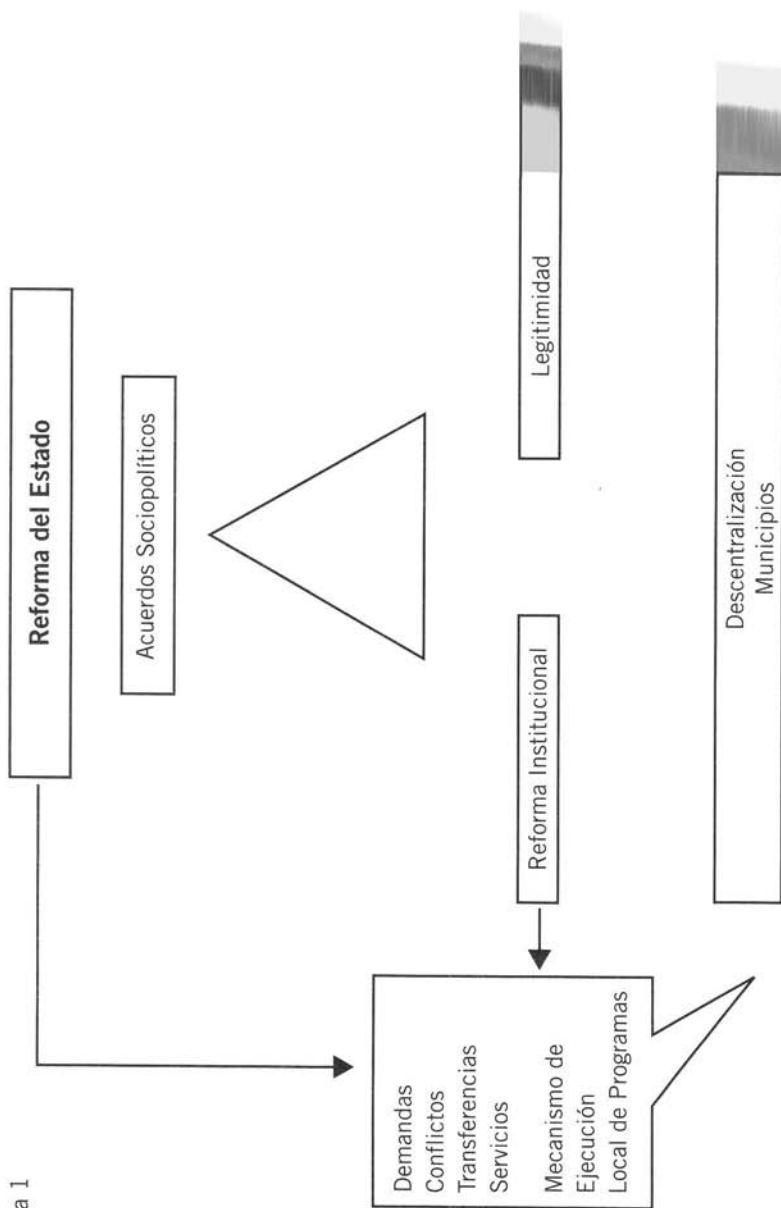 a 1
Reforma del Estado
Acuerdos Sociopolíticos
Reforma Institucional
Legitimidad
Demandas
Conflictos
Transferencias
Servicios
Mecanismo de
Ejecución
Local de Programas
Descentralización
Municipios